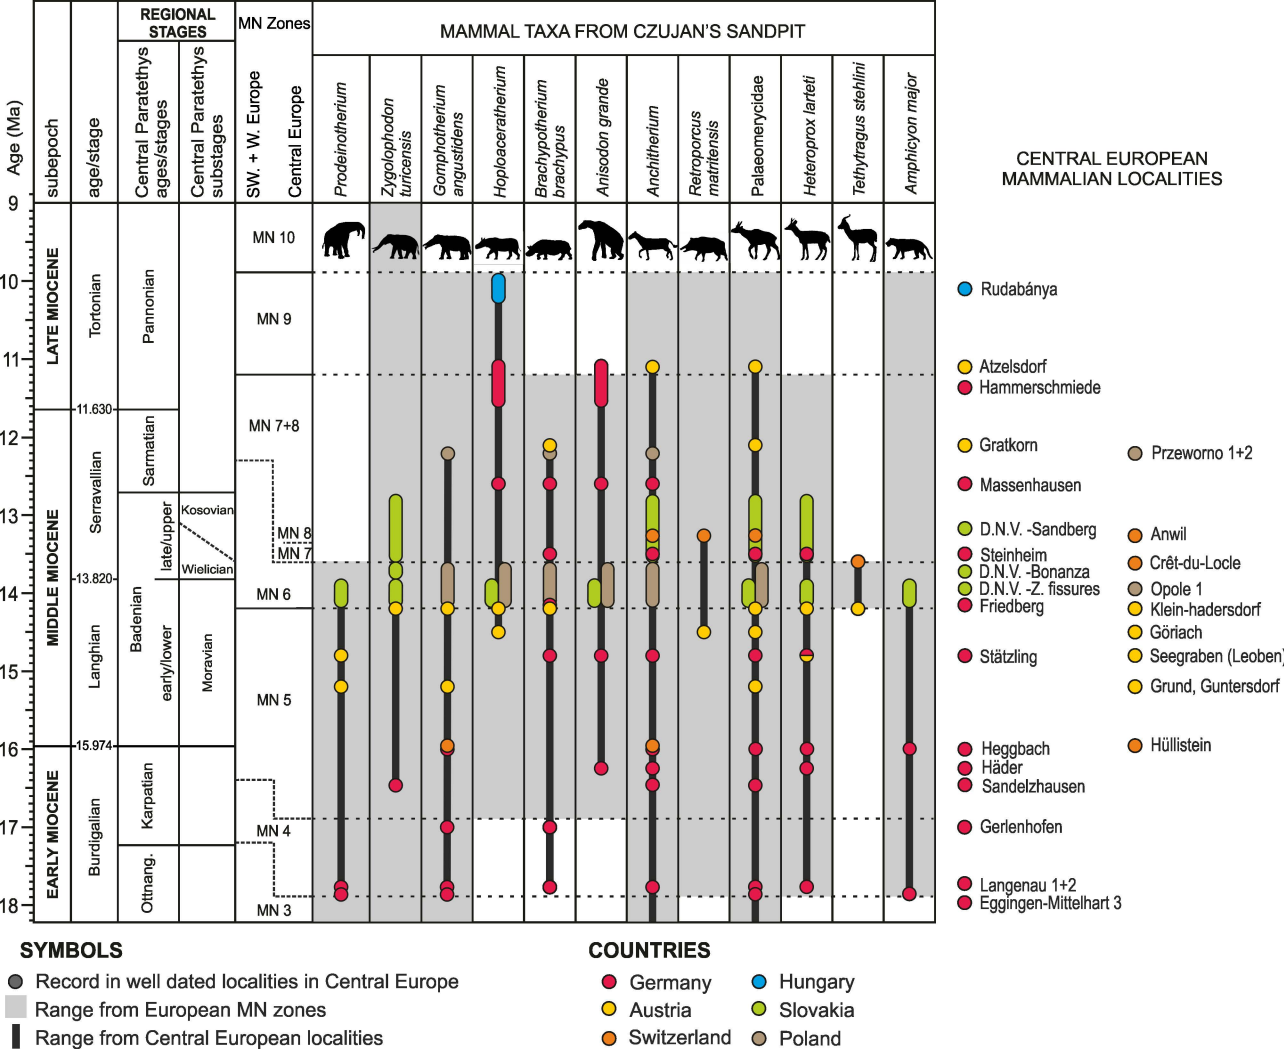 REGIONAL
STAGES
MN Zones
MAMMAL TAXA FROM CZUJAN'S SANDPIT
Age (Ma)
subepoch
age/stage
Central Paratethys
ages/stages
Central Paratethys
substages
SW. + W. Europe
Central Europe
Prodeinotherium
Zygolophodon
turicensis
Gomphotherium
angustidens
Hoploaceratherium
Brachypotherium
brachypus
Anisodon grande
Anchitherium
Retroporcus
matritensis
Palaeomerycidae
Heteroprox larteti
Tethytragus stehlini
Amphicyon major
CENTRAL EUROPEAN
MAMMALIAN LOCALITIES
9
10
11
12
13
14
15
16
17
18
LATE MIOCENE
MIDDLE MIOCENE
EARLY MIOCENE
Tortonian
Serravallian
Langhian
Burdigalian
11.630
13.820
15.974
Pannonian
Sarmatian
Badenian
late/upper
early/lower
Karpatian
Ottnang.
Kosovian
Wielician
Moravian
MN 10
MN 9
MN 7+8
MN 8
MN 7
MN 6
MN 5
MN 4
MN 3
Rudabánya
Atzelsdorf
Hammerschmiede
Gratkorn
Massenhausen
D.N.V. -Sandberg
Steinheim
D.N.V. -Bonanza
D.N.V. -Z. fissures
Friedberg
Stätzling
Heggbach
Häder
Sandelzhausen
Gerlenhofen
Langenau 1+2
Eggingen-Mittelhart 3
Przeworno 1+2
Anwil
Crêt-du-Locle
Opole 1
Klein-hadersdorf
Göriach
Seegraben (Leoben)
Grund, Guntersdorf
Hüllistein
SYMBOLS
Record in well dated localities in Central Europe
Range from European MN zones
Range from Central European localities
COUNTRIES
Germany
Austria
Switzerland
Hungary
Slovakia
Poland